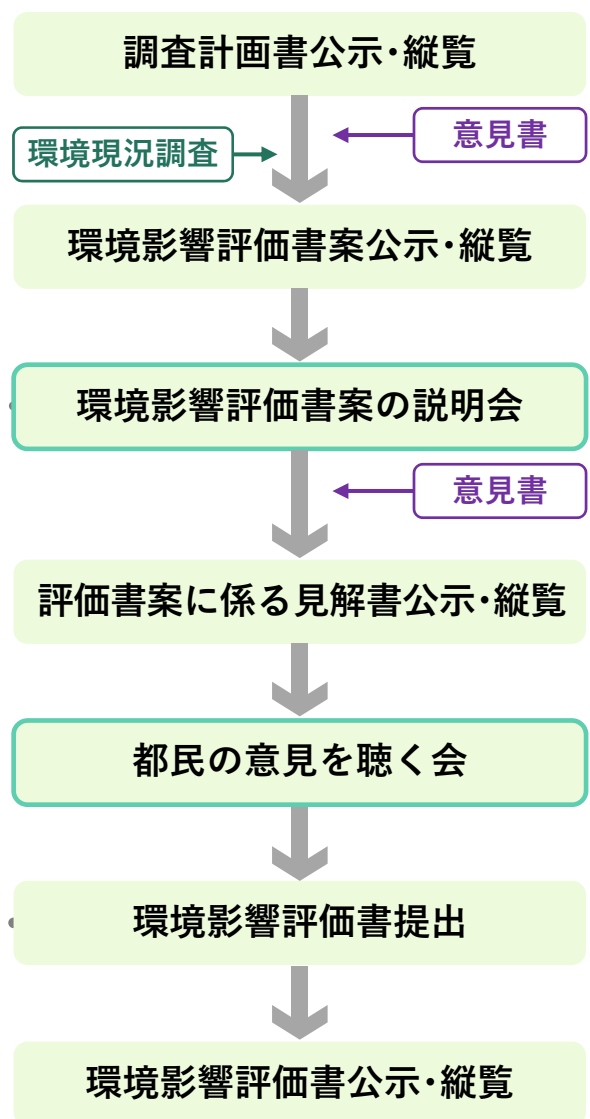 調査計画書公示・縦覧
意見書
環境現況調査
環境影響評価書案公示・縦覧
環境影響評価書案の説明会
意見書
評価書案に係る見解書公示・縦覧
都民の意見を聴く会
環境影響評価書提出
環境影響評価書公示・縦覧